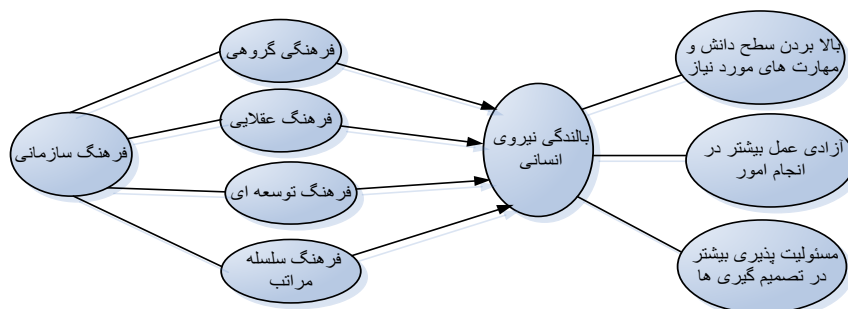 فرهنگ سازمانی
فرهنگی گروهی
فرهنگ عقلایی
فرهنگ توسعه ای
فرهنگ سلسله
مراتب
بالندگی نیروی
انسانی
بالا بردن سطح دانش و
مهارت های مورد نیاز
آزادی عمل بیشتر در
انجام امور
مسئولیت پذیری بیشتر
در تصمیم گیری ها